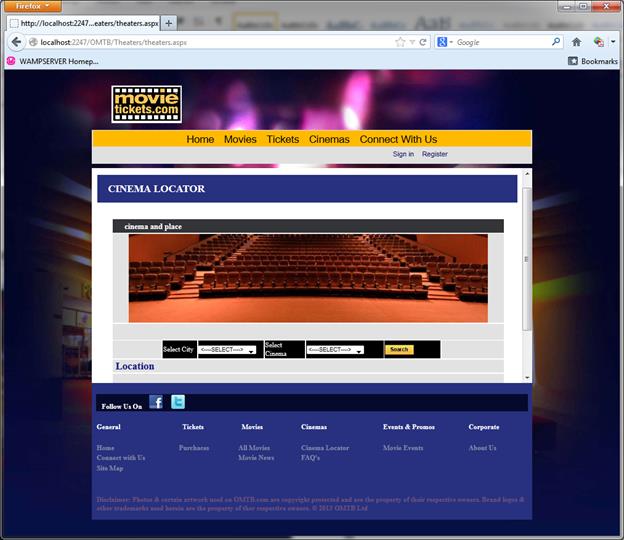 Firefox
http://localhost:2247...eaters/theaters.aspx
localhost:2247/OMTB/Theaters/theaters.aspx
Google
WAMPSERVER Homep...
Bookmarks
movie
tickets.com
Home Movies Tickets Cinemas Connect With Us
Sign in Register
CINEMA LOCATOR
cinema and place
Select City <---SELECT---> Select Cinema <---SELECT---> Search
Location
Follow Us On
General Tickets Movies Cinemas Events & Promos Corporate
Home Purchaces All Movies Cinema Locator Movie Events About Us
Connect with Us Movie News FAQ's
Site Map
Disclaimer: Photos & certain artwork used on OMTB.com are copyright protected and are the property of their respective owners. Brand logos &
other trademarks used herein are the property of ther respective owners. © 2013 OMTB Ltd